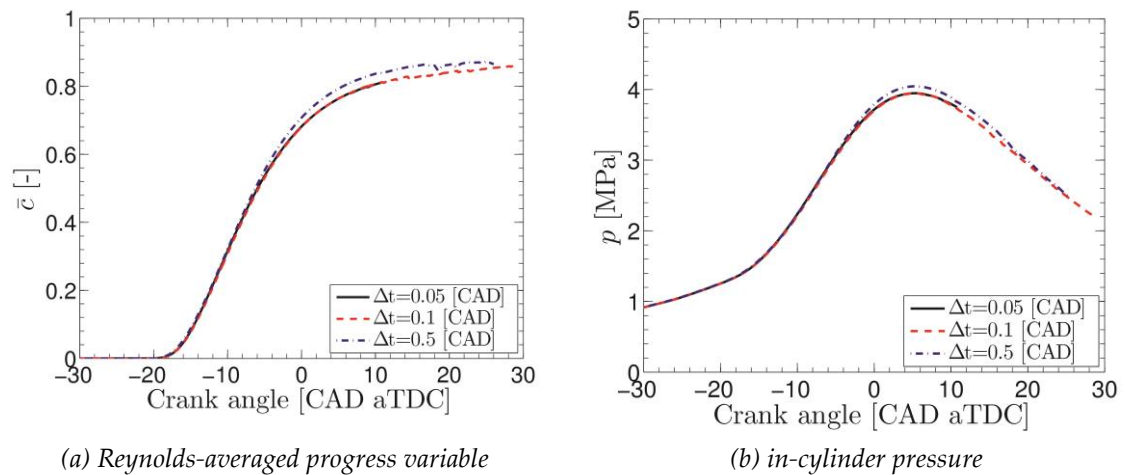 1
0.8
0.6
0.4
0.2
0
c̄ [-]
Δt=0.05 [CAD]
Δt=0.1 [CAD]
Δt=0.5 [CAD]
−30 −20 −10 0 10 20 30
Crank angle [CAD aTDC]
(a) Reynolds-averaged progress variable
5
4
3
2
1
0
p [MPa]
Δt=0.05 [CAD]
Δt=0.1 [CAD]
Δt=0.5 [CAD]
−30 −20 −10 0 10 20 30
Crank angle [CAD aTDC]
(b) in-cylinder pressure